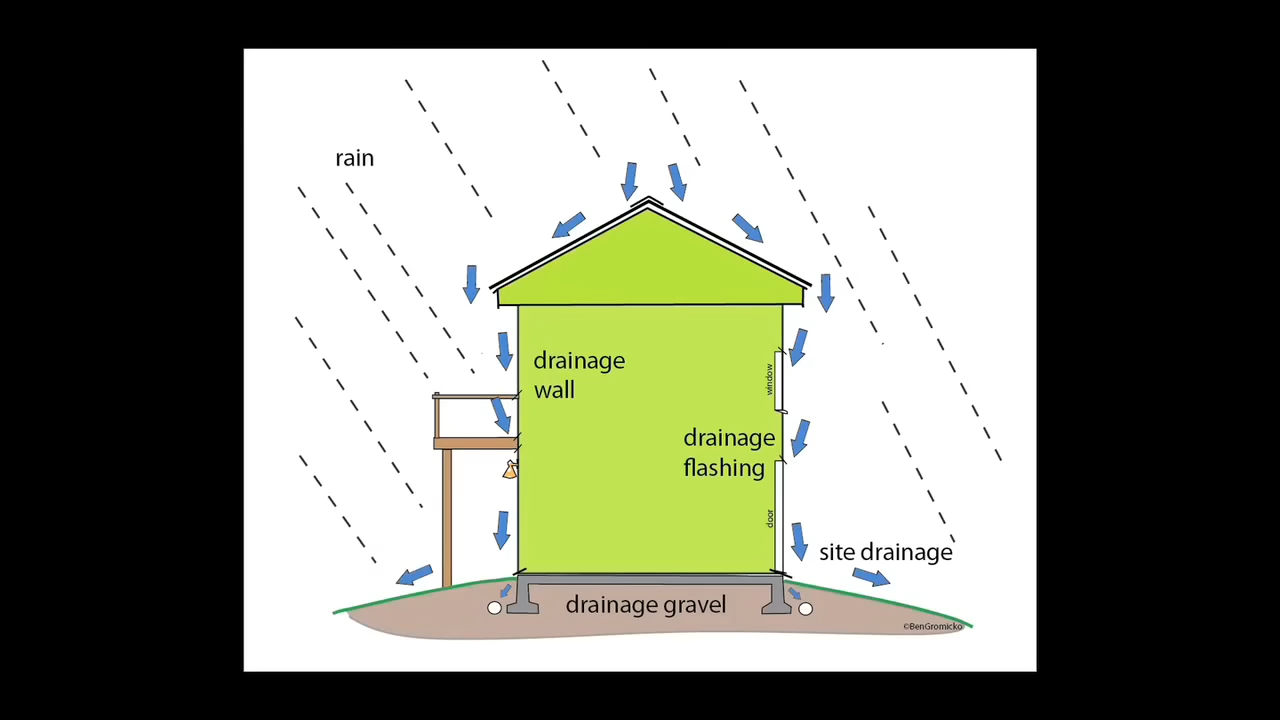 rain
drainage
wall
window
drainage
flashing
door
site drainage
drainage gravel
©BenGromicko